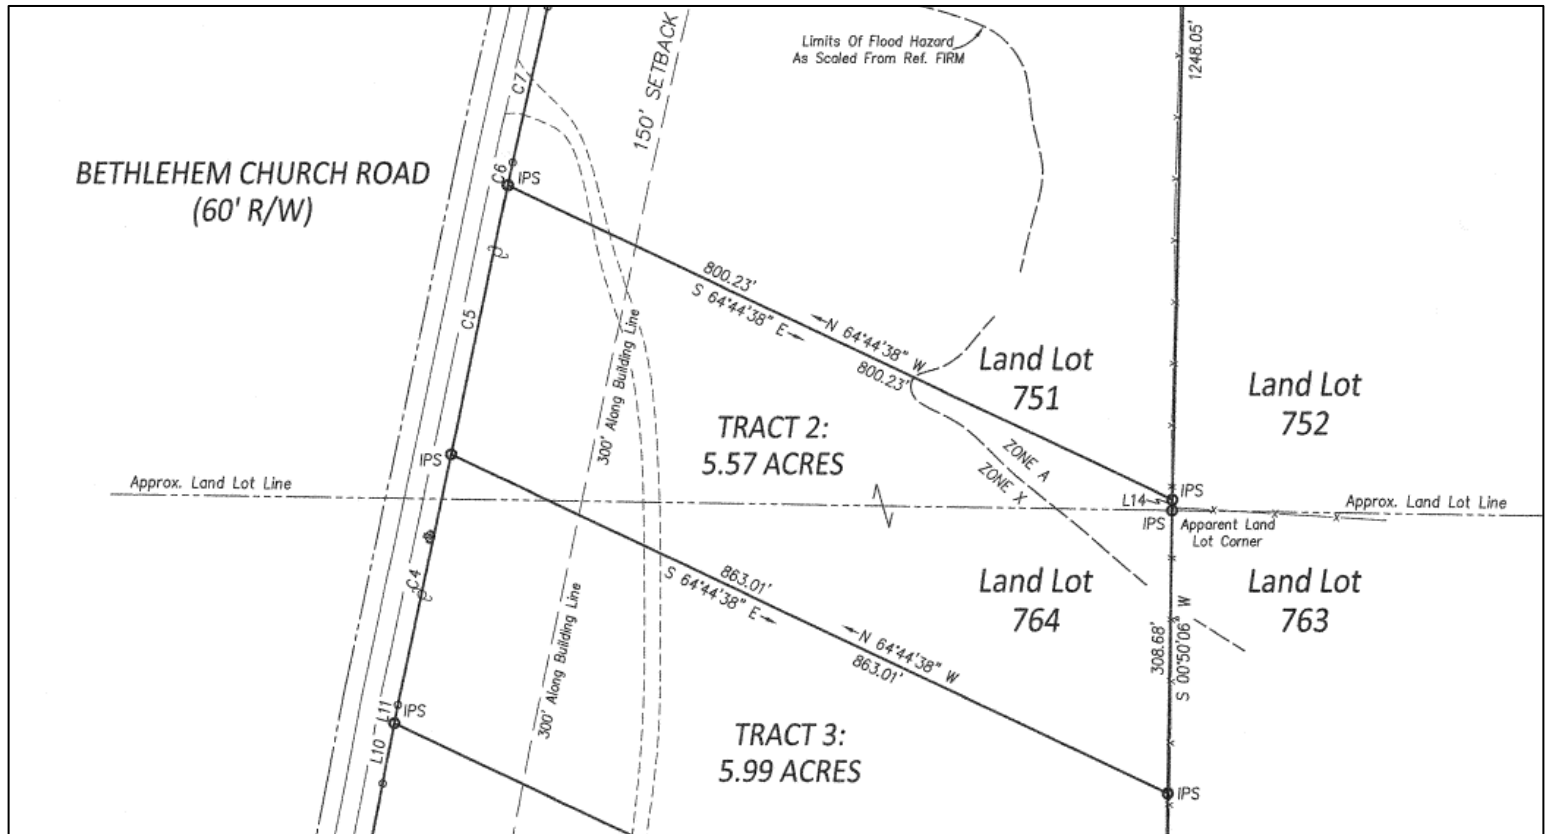 1248.05'
Limits Of Flood Hazard
As Scaled From Ref. FIRM
150' SETBACK
C7
BETHLEHEM CHURCH ROAD
(60' R/W)
C6
IPS
800.23'
S 64°44'38" E
N 64°44'38" W
800.23'
C5
300' Along Building Line
Land Lot
751
Land Lot
752
TRACT 2:
5.57 ACRES
ZONE A
ZONE X
IPS
Approx. Land Lot Line
L14
IPS
IPS
Approx. Land Lot Line
Apparent Land
Lot Corner
C4
863.01'
S 64°44'38" E
N 64°44'38" W
863.01'
300' Along Building Line
Land Lot
764
Land Lot
763
308.68'
S 00°50'06" W
L11
IPS
L10
TRACT 3:
5.99 ACRES
IPS